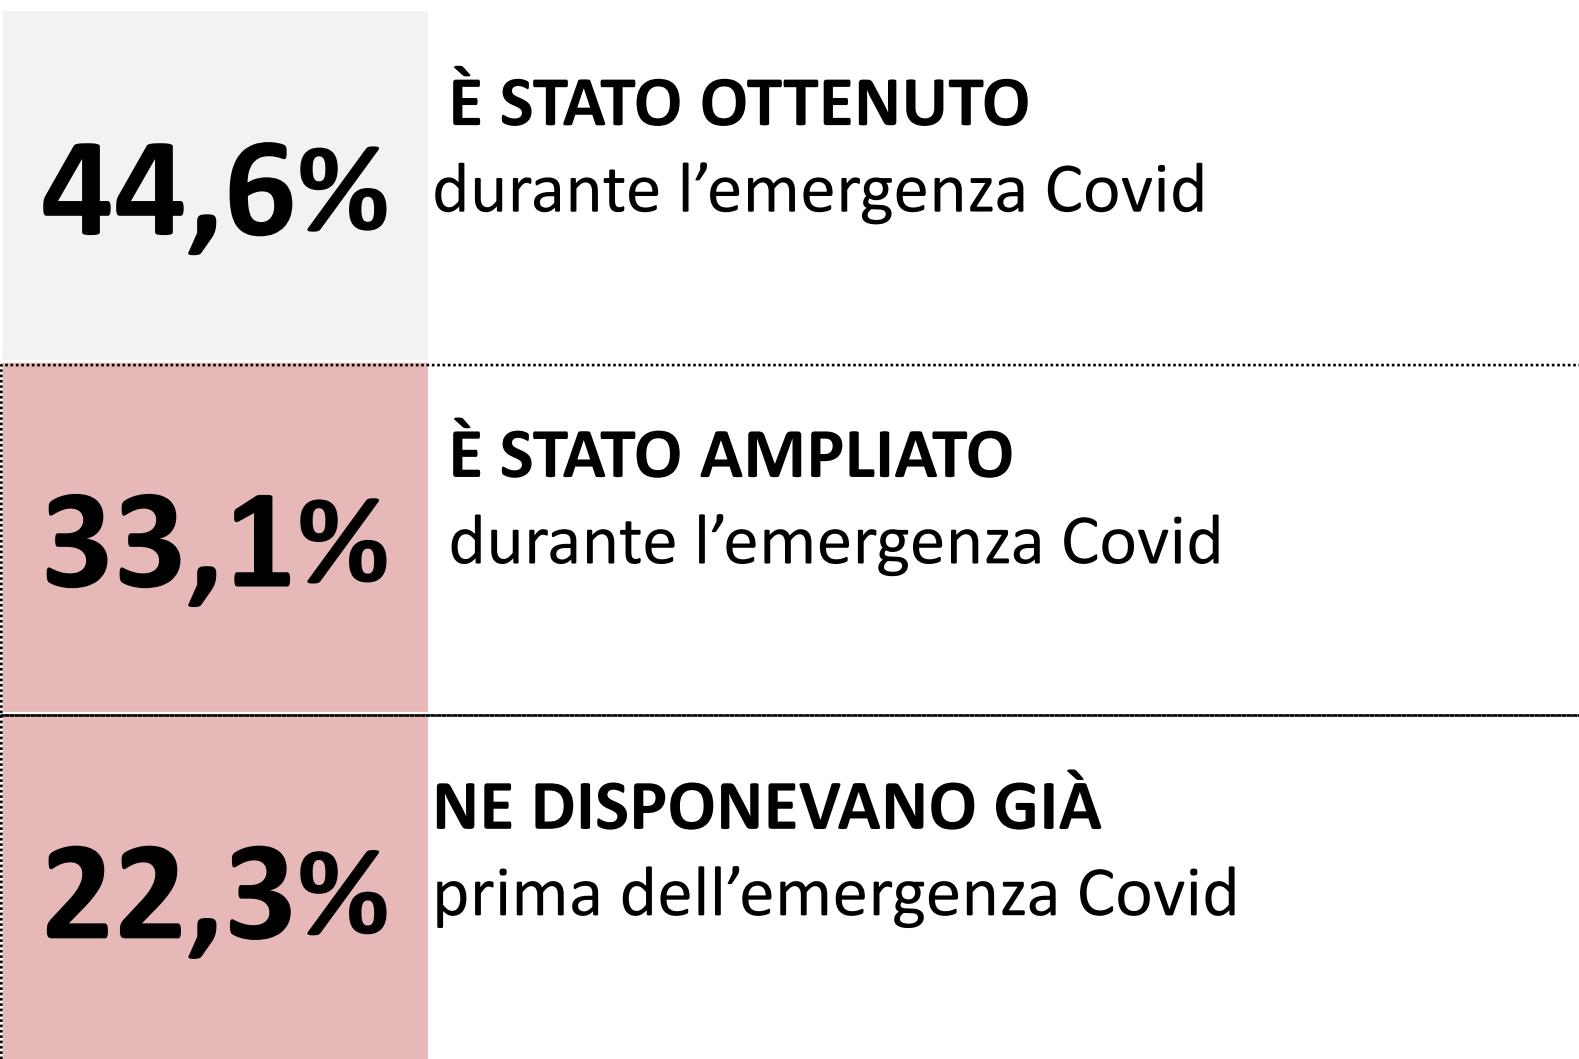 44,6%
È STATO OTTENUTO
durante l’emergenza Covid
33,1%
È STATO AMPLIATO
durante l’emergenza Covid
22,3%
NE DISPONEVANO GIÀ
prima dell’emergenza Covid